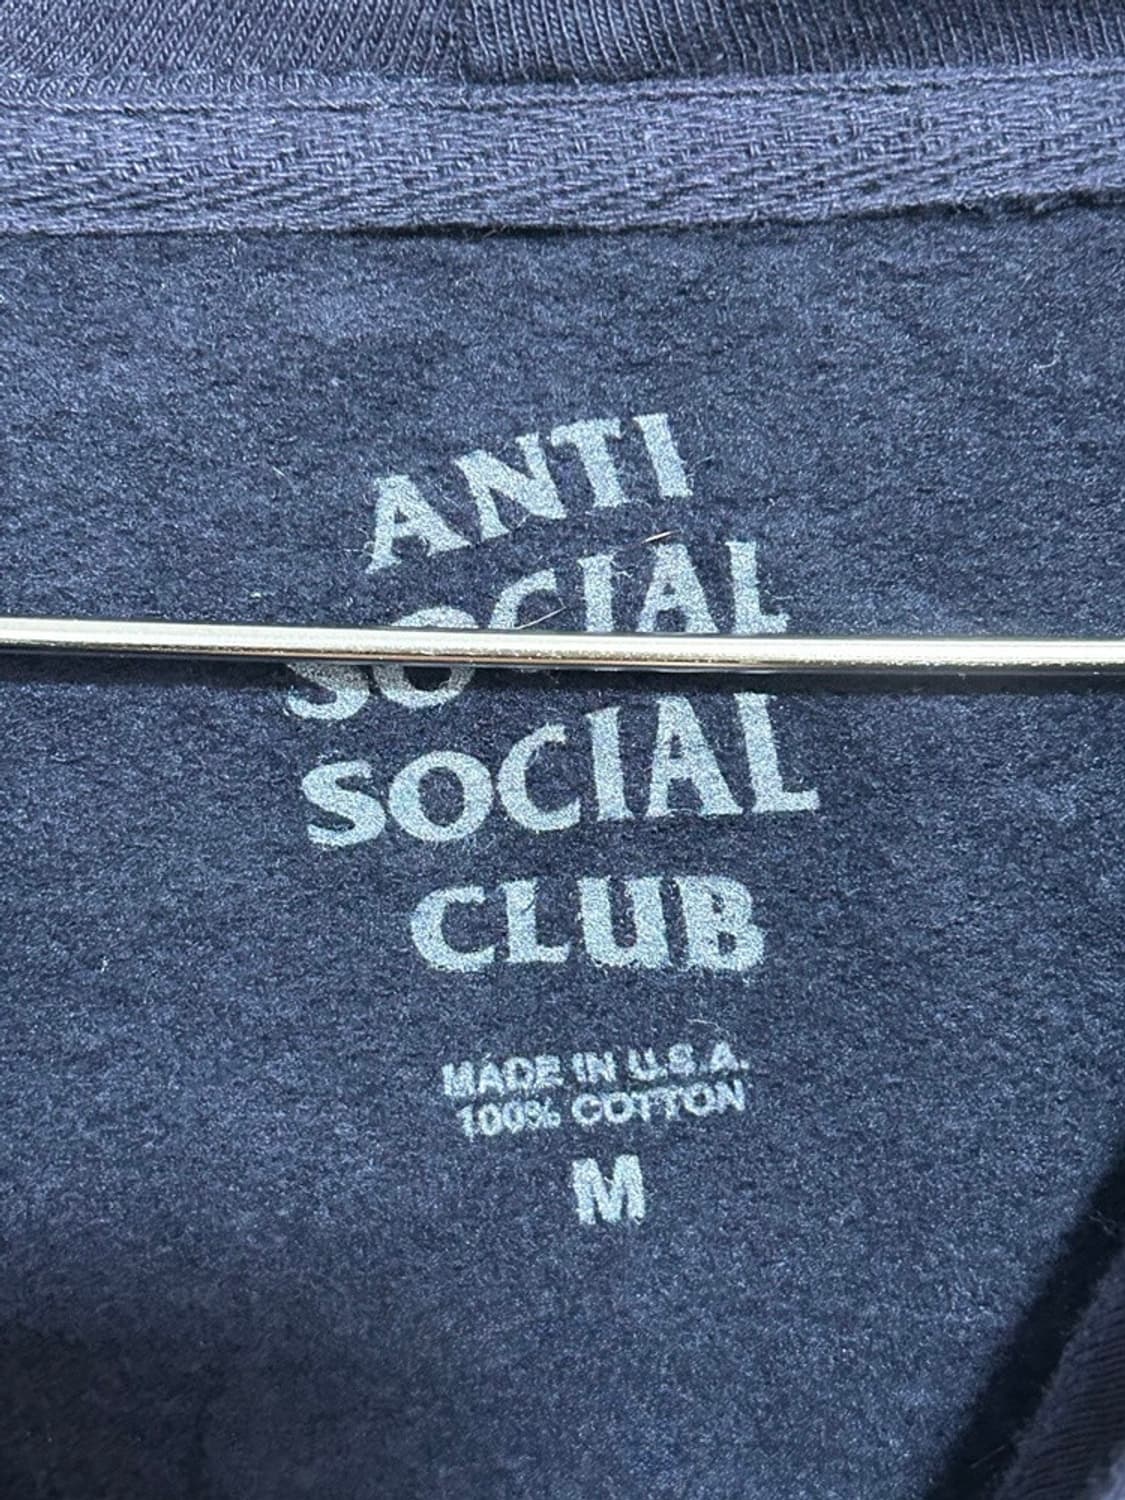 ANTI
SOCIAL
SOCIAL
CLUB
MADE IN U.S.A.
100% COTTON
M